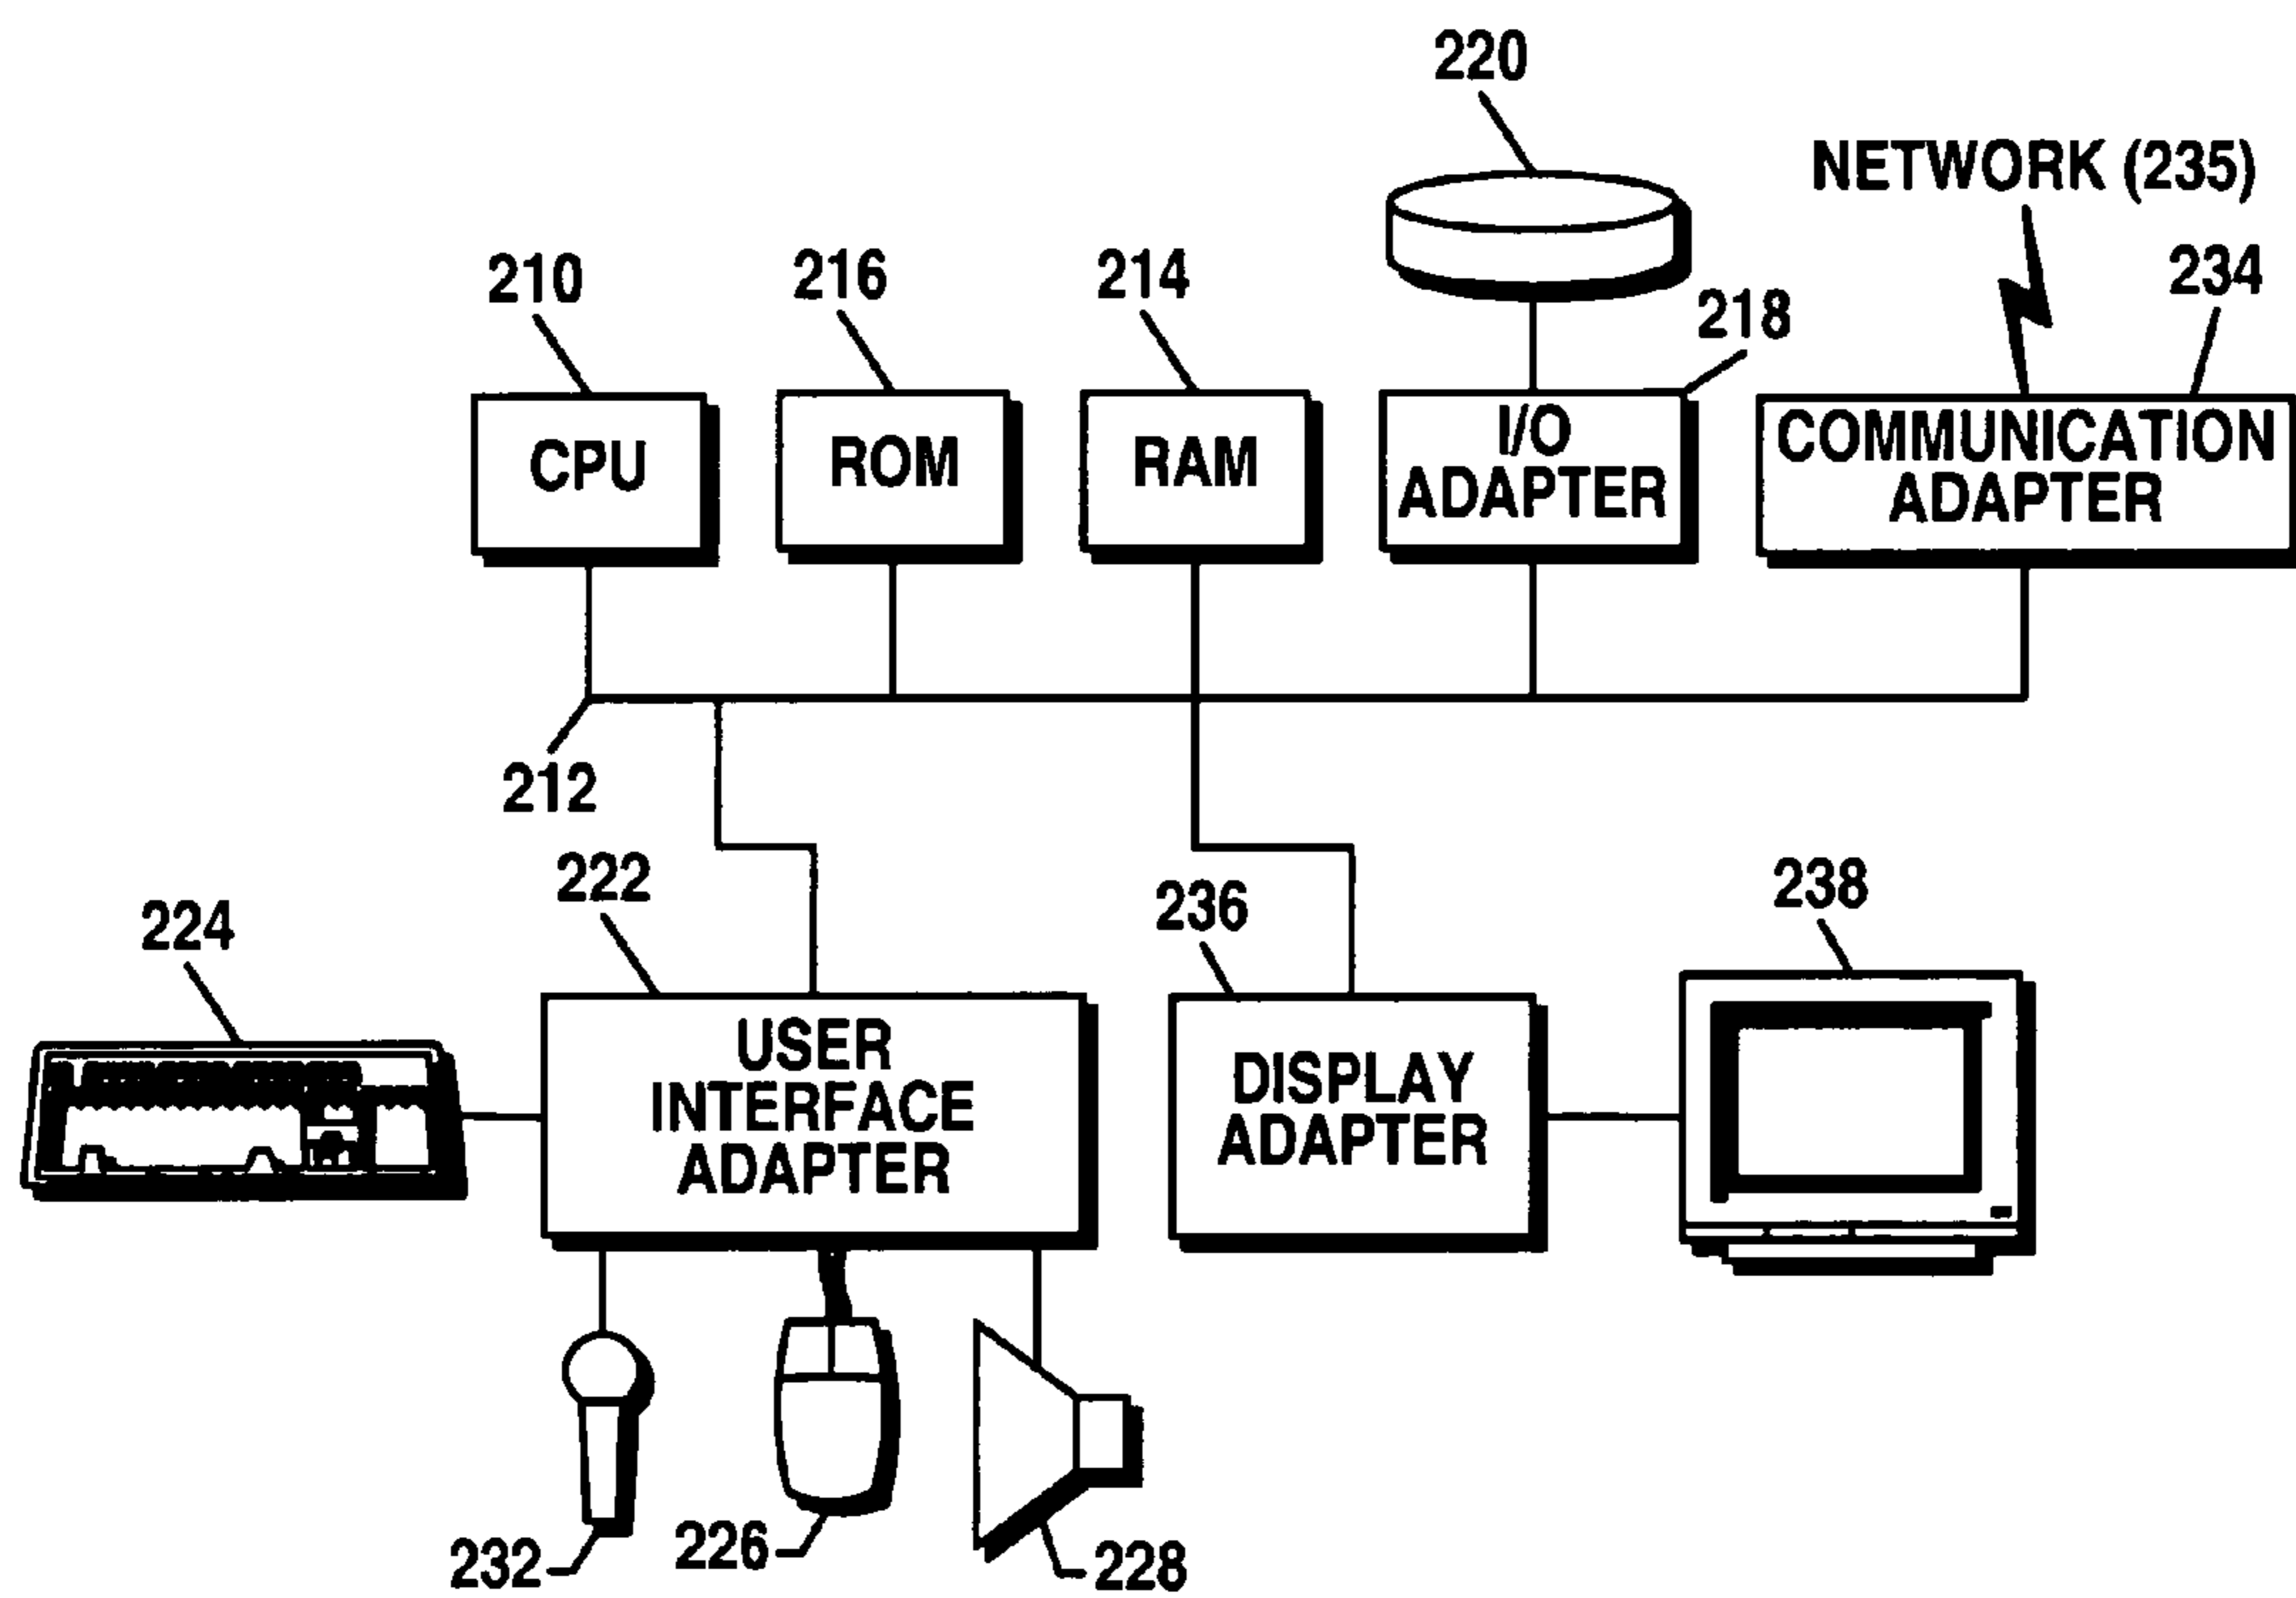 220
NETWORK (235)
210
216
214
218
234
CPU
ROM
RAM
I/O
ADAPTER
COMMUNICATION
ADAPTER
212
222
236
238
224
USER
INTERFACE
ADAPTER
DISPLAY
ADAPTER
232
226
228